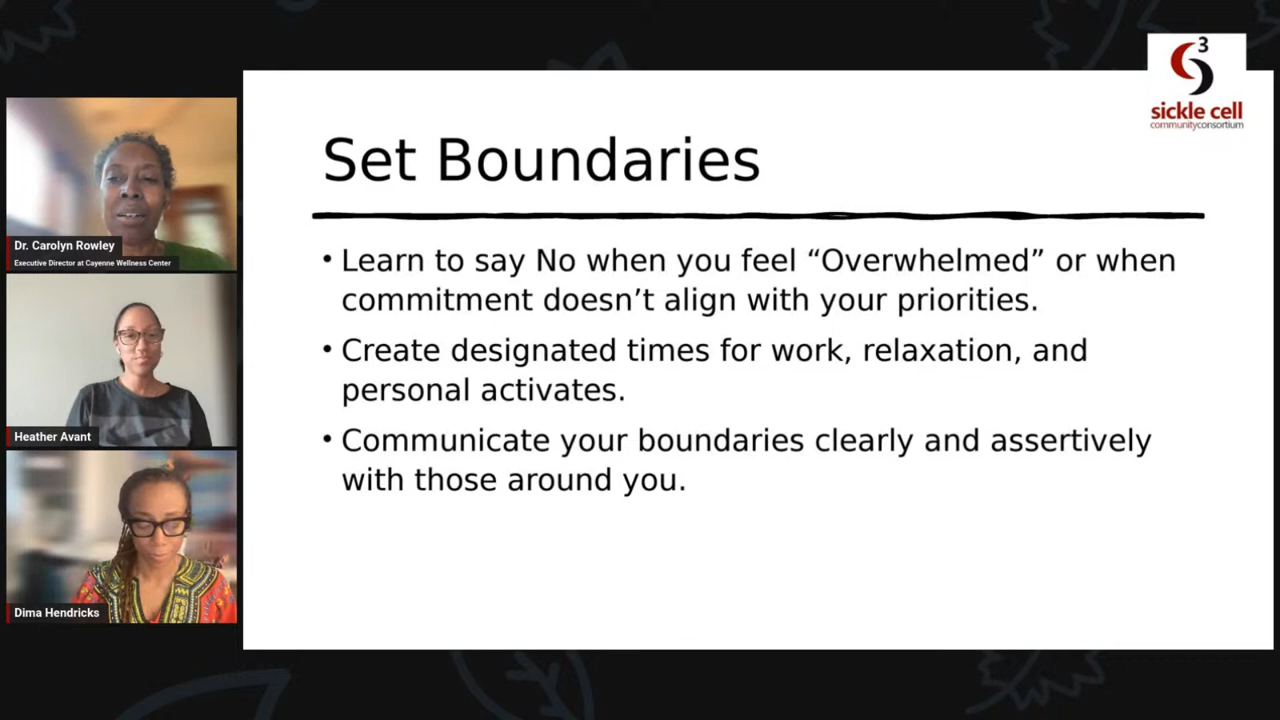 3
sickle cell
communityconsortium
Set Boundaries
• Learn to say No when you feel “Overwhelmed” or when
commitment doesn’t align with your priorities.
• Create designated times for work, relaxation, and
personal activates.
• Communicate your boundaries clearly and assertively
with those around you.
Dr. Carolyn Rowley
Executive Director at Cayenne Wellness Center
Heather Avant
Dima Hendricks